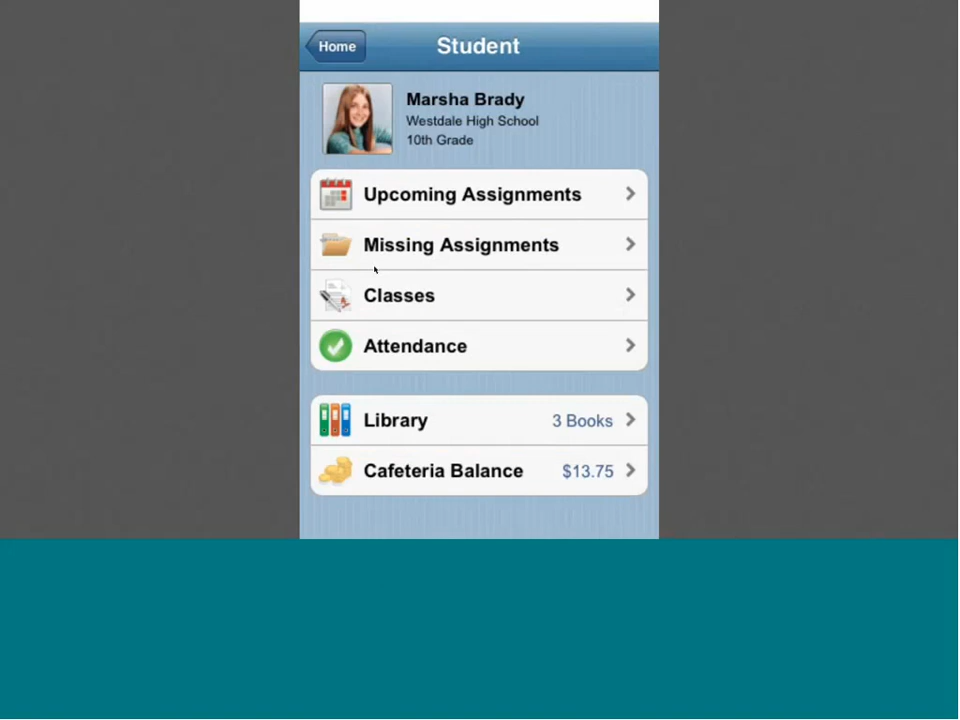 Home
Student
Marsha Brady
Westdale High School
10th Grade
Upcoming Assignments
Missing Assignments
Classes
Attendance
Library 3 Books
Cafeteria Balance $13.75